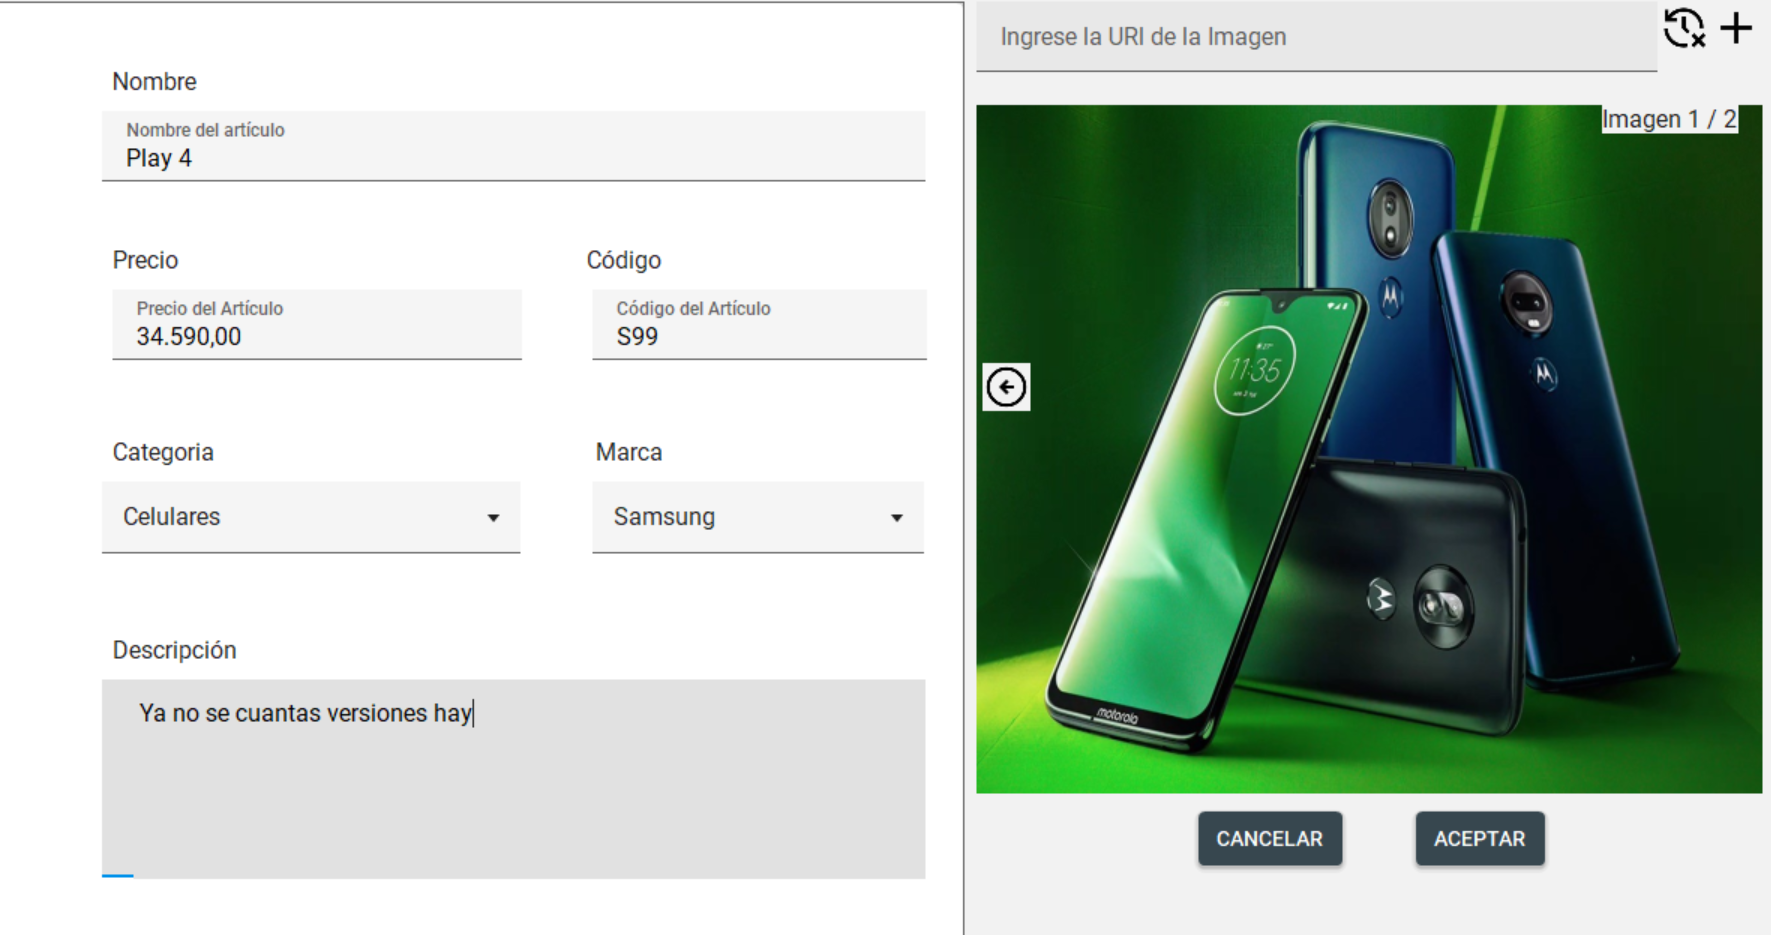 Nombre
Nombre del artículo
Play 4
Precio
Código
Precio del Artículo
34.590,00
Código del Artículo
S99
Categoria
Marca
Celulares
Samsung
Descripción
Ya no se cuantas versiones hay
Ingrese la URI de la Imagen
Imagen 1 / 2
11:35
motorola
CANCELAR
ACEPTAR